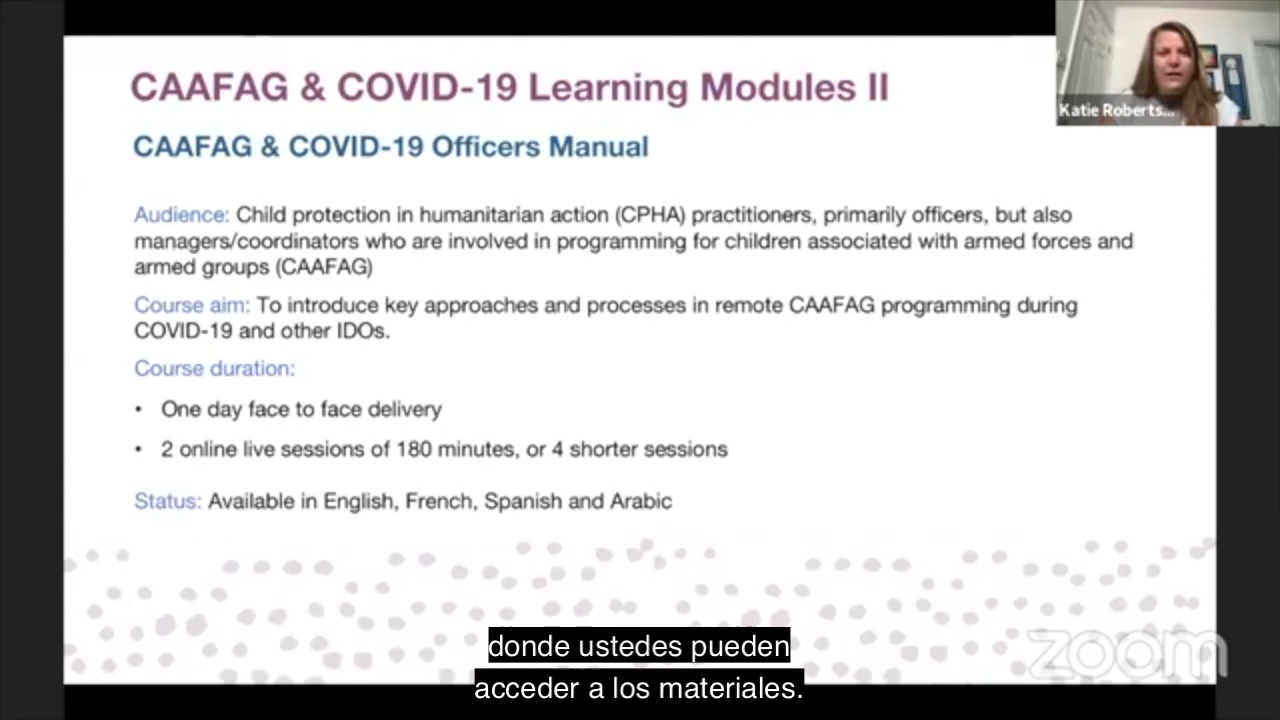 CAAFAG & COVID-19 Learning Modules II
Katie Roberts...
CAAFAG & COVID-19 Officers Manual
Audience: Child protection in humanitarian action (CPHA) practitioners, primarily officers, but also
managers/coordinators who are involved in programming for children associated with armed forces and
armed groups (CAAFAG)
Course aim: To introduce key approaches and processes in remote CAAFAG programming during
COVID-19 and other IDOs.
Course duration:
• One day face to face delivery
• 2 online live sessions of 180 minutes, or 4 shorter sessions
Status: Available in English, French, Spanish and Arabic
zoom
donde ustedes pueden
acceder a los materiales.